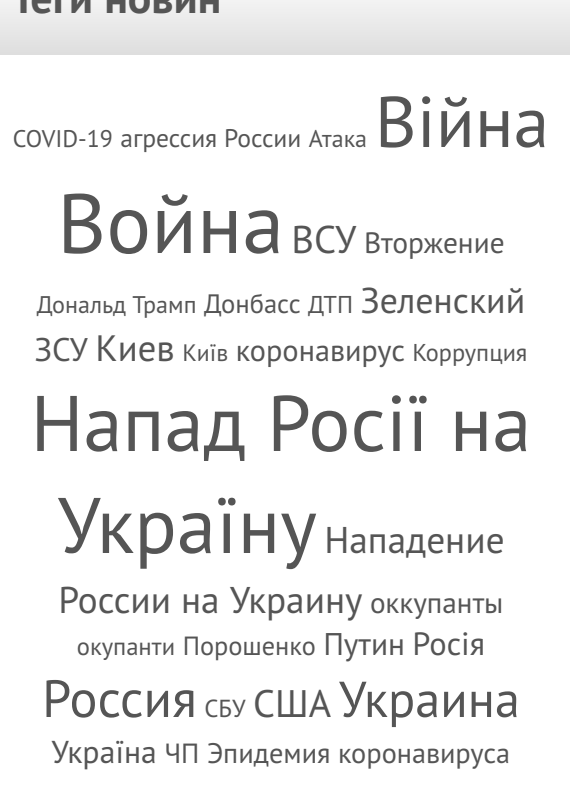 Теги новин
COVID-19 агрессия России Атака Війна
Война ВСУ Вторжение
Дональд Трамп Донбасс ДТП Зеленский
ЗСУ Киев Київ коронавирус Коррупция
Напад Росії на
Україну Нападение
России на Украину оккупанты
окупанти Порошенко Путин Росія
Россия СБУ США Украина
Україна ЧП Эпидемия коронавируса